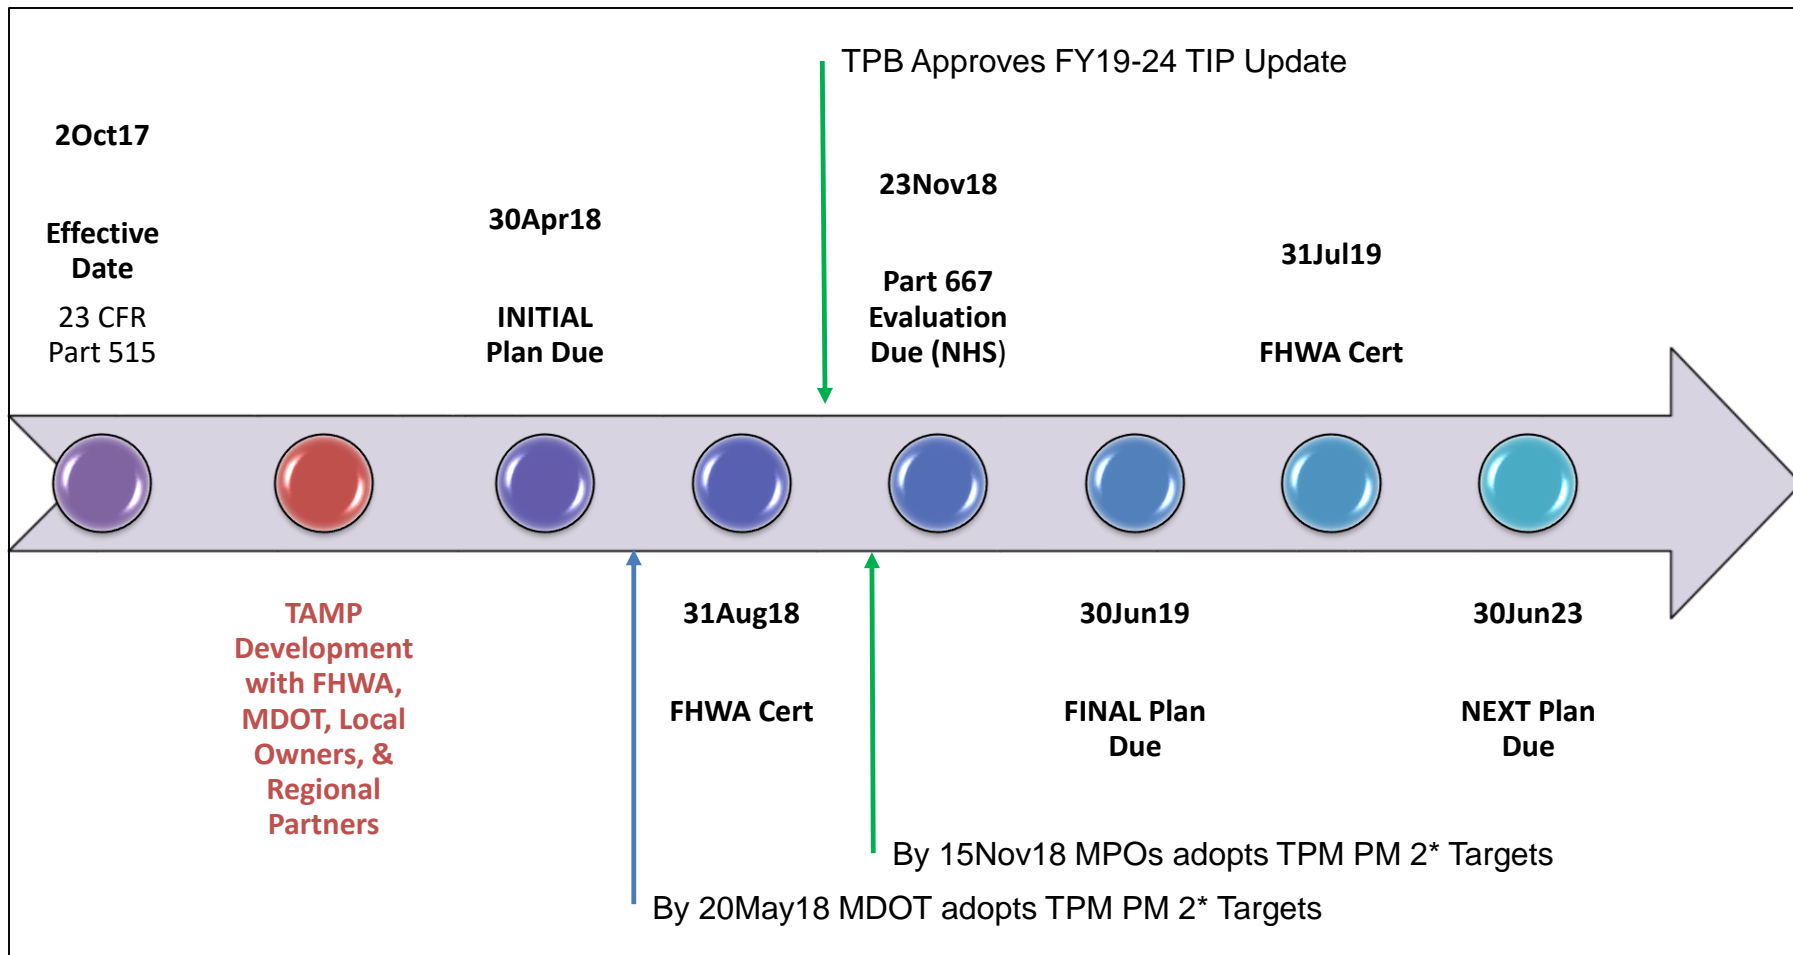 TPB Approves FY19-24 TIP Update
2Oct17
Effective
Date
23 CFR
Part 515
30Apr18
INITIAL
Plan Due
23Nov18
Part 667
Evaluation
Due (NHS)
31Jul19
FHWA Cert
TAMP
Development
with FHWA,
MDOT, Local
Owners, &
Regional
Partners
31Aug18
FHWA Cert
30Jun19
FINAL Plan
Due
30Jun23
NEXT Plan
Due
By 15Nov18 MPOs adopts TPM PM 2* Targets
By 20May18 MDOT adopts TPM PM 2* Targets